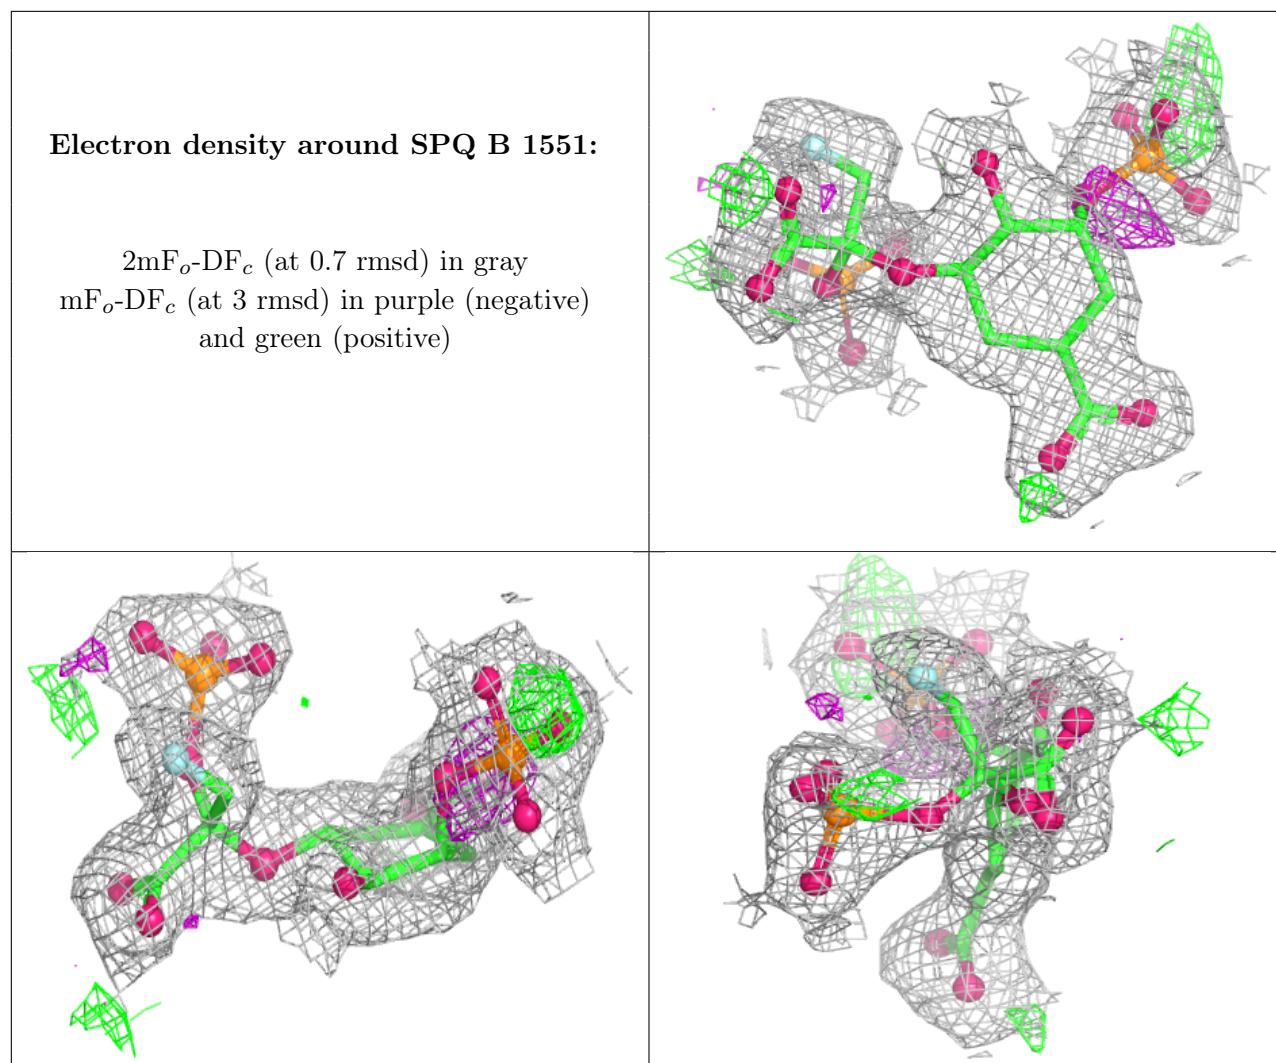 Electron density around SPQ B 1551:
2mFo-DFc (at 0.7 rmsd) in gray
mFo-DFc (at 3 rmsd) in purple (negative)
and green (positive)